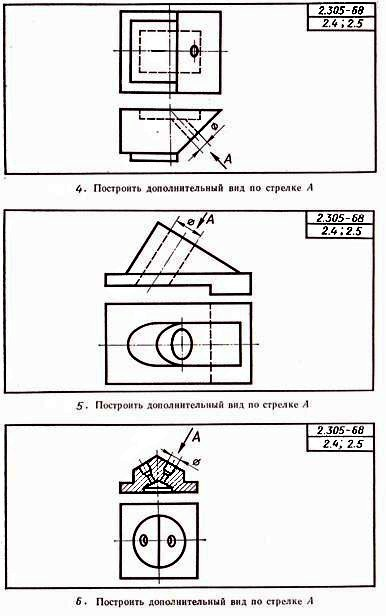 2.305-68
2.4; 2.5
⌀
А
4. Построить дополнительный вид по стрелке А
2.305-68
2.4; 2.5
⌀
А
5. Построить дополнительный вид по стрелке А
2.305-68
2.4; 2.5
А
⌀
6. Построить дополнительный вид по стрелке А